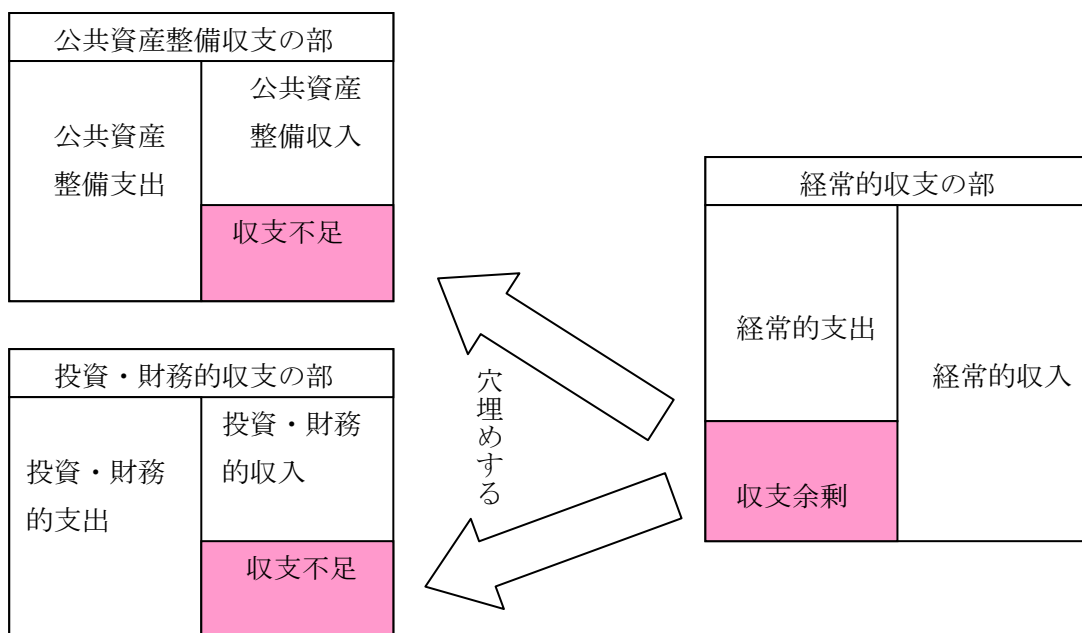 公共資産整備収支の部
公共資産
整備支出
公共資産
整備収入
収支不足
投資・財務的収支の部
投資・財務
的支出
投資・財務
的収入
収支不足
穴埋めする
経常的収支の部
経常的支出
収支余剰
経常的収入